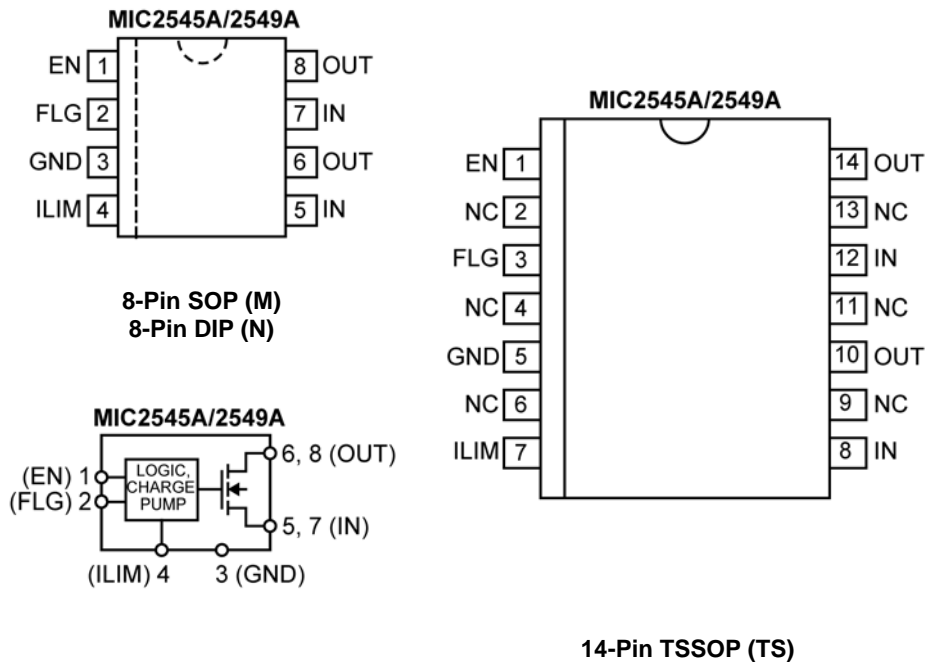 MIC2545A/2549A
EN 1 8 OUT
FLG 2 7 IN
GND 3 6 OUT
ILIM 4 5 IN
8-Pin SOP (M)
8-Pin DIP (N)
MIC2545A/2549A
(EN) 1
(FLG) 2
LOGIC,
CHARGE
PUMP
6, 8 (OUT)
5, 7 (IN)
(ILIM) 4 3 (GND)
MIC2545A/2549A
EN 1 14 OUT
NC 2 13 NC
FLG 3 12 IN
NC 4 11 NC
GND 5 10 OUT
NC 6 9 NC
ILIM 7 8 IN
14-Pin TSSOP (TS)